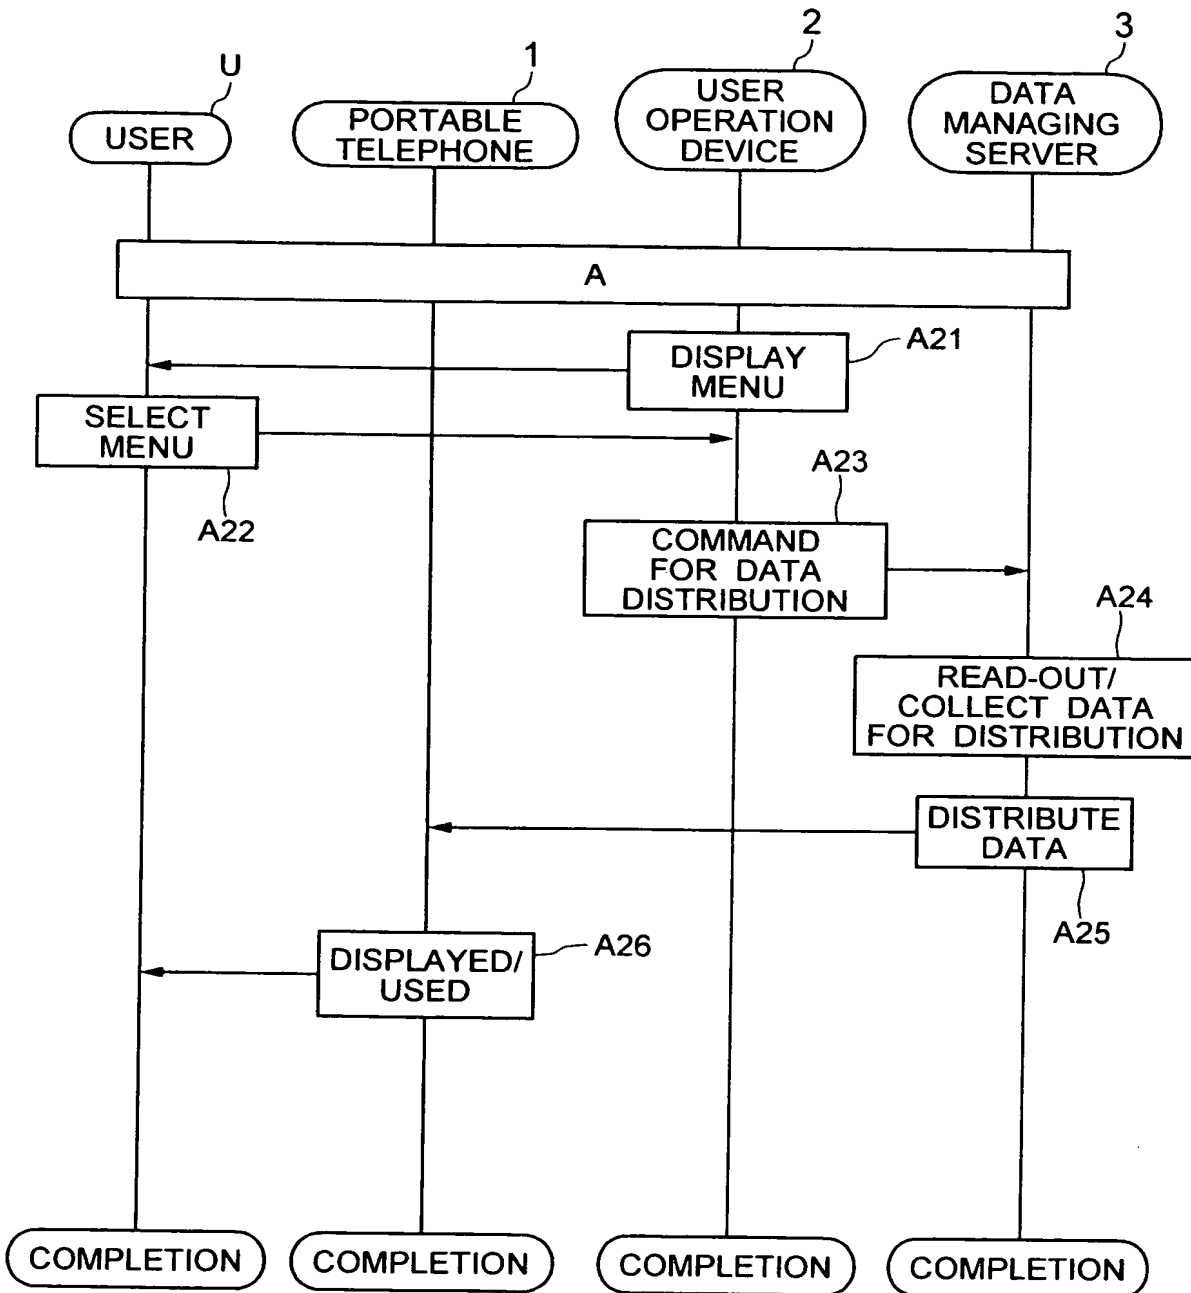 U
1
2
3
USER
PORTABLE
TELEPHONE
USER
OPERATION
DEVICE
DATA
MANAGING
SERVER
A
DISPLAY
MENU
A21
SELECT
MENU
A22
A23
COMMAND
FOR DATA
DISTRIBUTION
A24
READ-OUT/
COLLECT DATA
FOR DISTRIBUTION
DISTRIBUTE
DATA
A25
DISPLAYED/
USED
A26
COMPLETION
COMPLETION
COMPLETION
COMPLETION